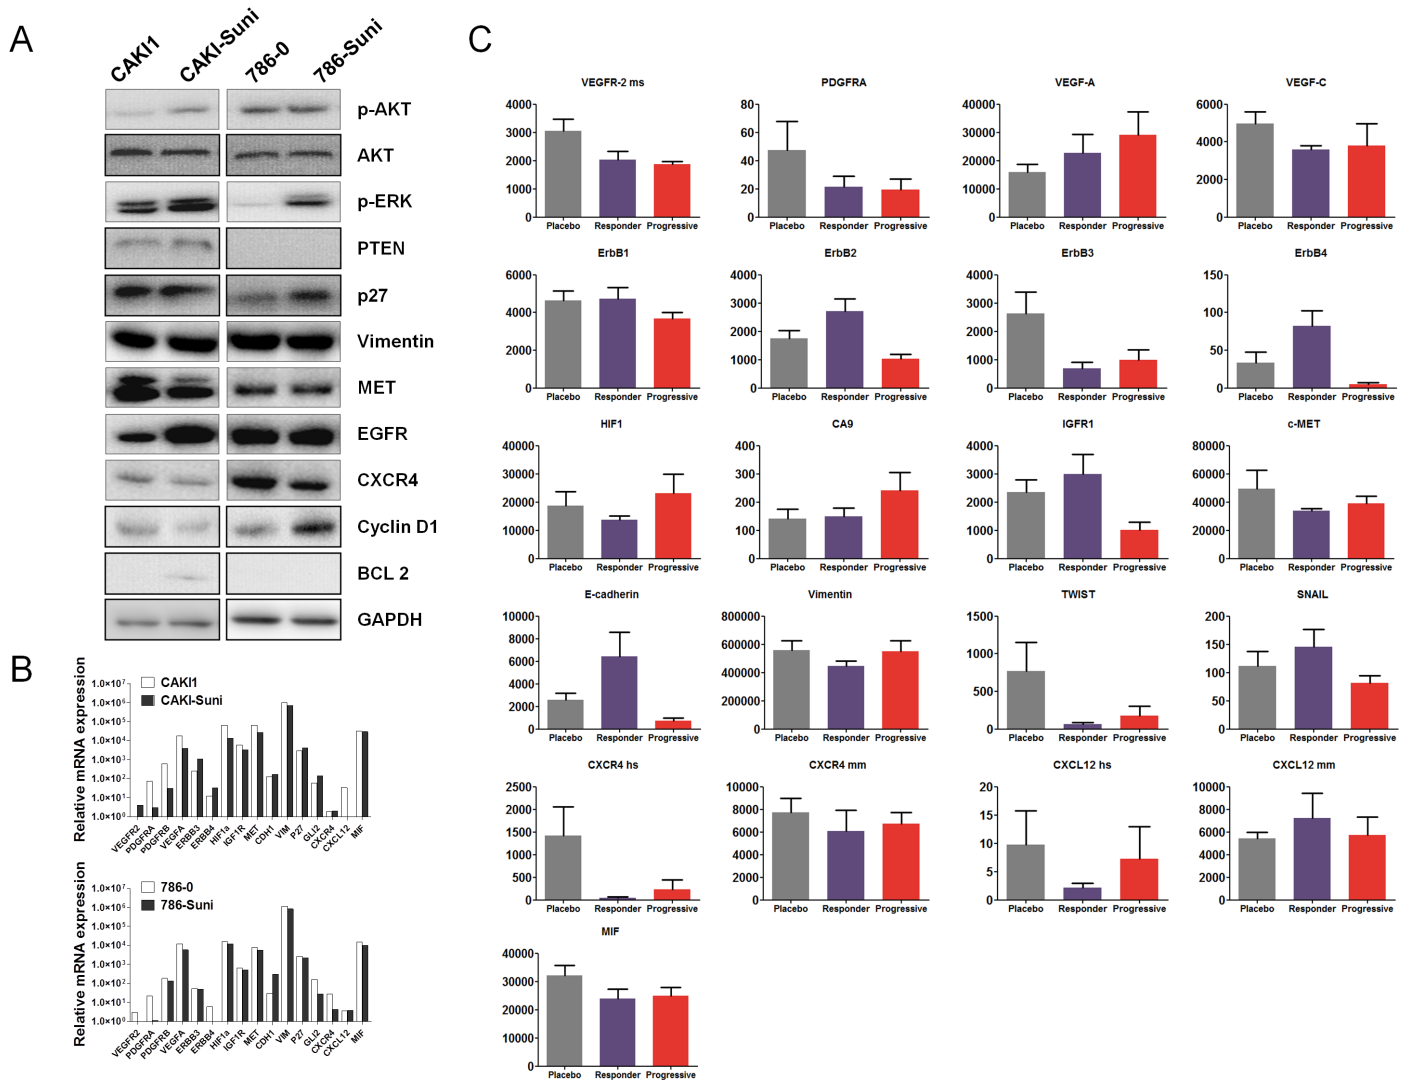 A
CAKI1
CAKI-Suni
786-0
786-Suni
p-AKT
AKT
p-ERK
PTEN
p27
Vimentin
MET
EGFR
CXCR4
Cyclin D1
BCL 2
GAPDH
B
Relative mRNA expression
CAKI1
CAKI-Suni
1.0×10⁷
1.0×10⁶
1.0×10⁵
1.0×10⁴
1.0×10³
1.0×10²
1.0×10¹
1.0×10⁰
VEGFR2
PDGFRA
PDGFRB
VEGFA
ERBB3
ERBB4
HIF1a
IGF1R
MET
CDH1
VIM
P27
GLI2
CXCR4
CXCL12
MIF
Relative mRNA expression
786-0
786-Suni
1.0×10⁷
1.0×10⁶
1.0×10⁵
1.0×10⁴
1.0×10³
1.0×10²
1.0×10¹
1.0×10⁰
VEGFR2
PDGFRA
PDGFRB
VEGFA
ERBB3
ERBB4
HIF1a
IGF1R
MET
CDH1
VIM
P27
GLI2
CXCR4
CXCL12
MIF
C
VEGFR-2 ms
4000
3000
2000
1000
0
Placebo Responder Progressive
PDGFRA
80
60
40
20
0
Placebo Responder Progressive
VEGF-A
40000
30000
20000
10000
0
Placebo Responder Progressive
VEGF-C
6000
4000
2000
0
Placebo Responder Progressive
ErbB1
6000
4000
2000
0
Placebo Responder Progressive
ErbB2
4000
3000
2000
1000
0
Placebo Responder Progressive
ErbB3
4000
3000
2000
1000
0
Placebo Responder Progressive
ErbB4
150
100
50
0
Placebo Responder Progressive
HIF1
40000
30000
20000
10000
0
Placebo Responder Progressive
CA9
400
300
200
100
0
Placebo Responder Progressive
IGFR1
4000
3000
2000
1000
0
Placebo Responder Progressive
c-MET
80000
60000
40000
20000
0
Placebo Responder Progressive
E-cadherin
10000
8000
6000
4000
2000
0
Placebo Responder Progressive
Vimentin
800000
600000
400000
200000
0
Placebo Responder Progressive
TWIST
1500
1000
500
0
Placebo Responder Progressive
SNAIL
200
150
100
50
0
Placebo Responder Progressive
CXCR4 hs
2500
2000
1500
1000
500
0
Placebo Responder Progressive
CXCR4 mm
10000
8000
6000
4000
2000
0
Placebo Responder Progressive
CXCL12 hs
20
15
10
5
0
Placebo Responder Progressive
CXCL12 mm
10000
8000
6000
4000
2000
0
Placebo Responder Progressive
MIF
40000
30000
20000
10000
0
Placebo Responder Progressive